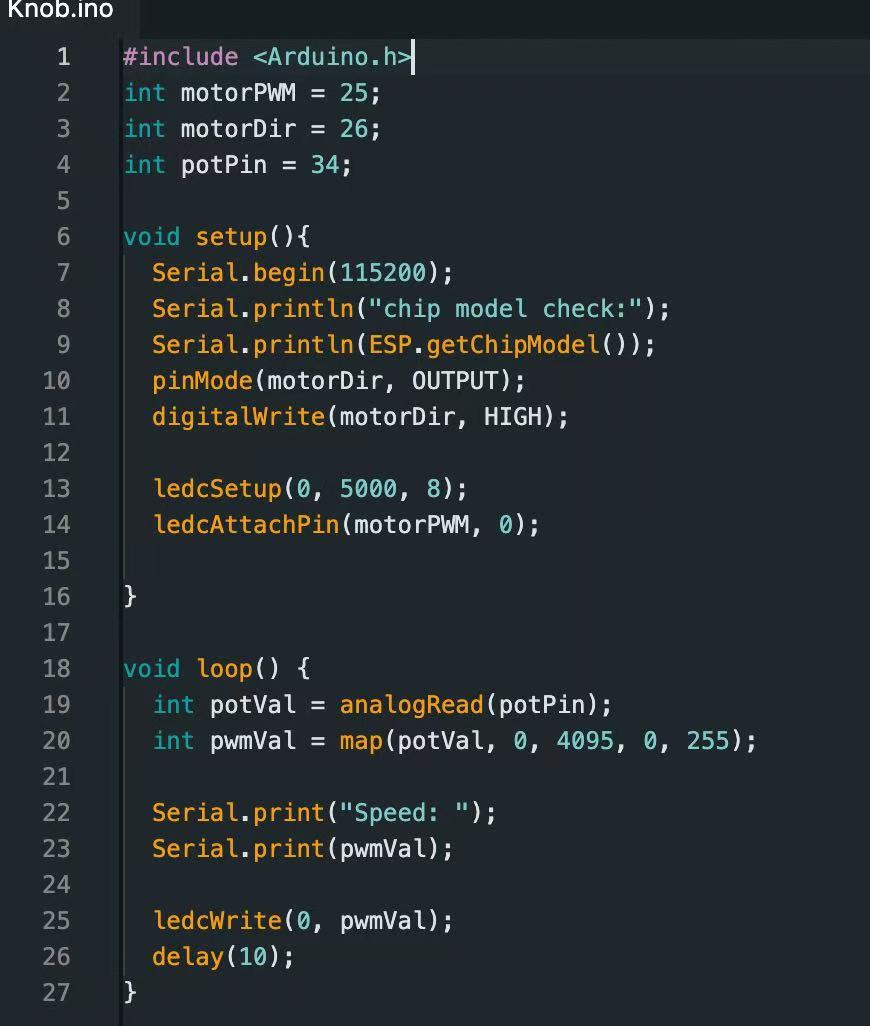 Knob.ino
1 #include <Arduino.h>
2 int motorPWM = 25;
3 int motorDir = 26;
4 int potPin = 34;
5
6 void setup(){
7   Serial.begin(115200);
8   Serial.println("chip model check:");
9   Serial.println(ESP.getChipModel());
10   pinMode(motorDir, OUTPUT);
11   digitalWrite(motorDir, HIGH);
12
13   ledcSetup(0, 5000, 8);
14   ledcAttachPin(motorPWM, 0);
15
16 }
17
18 void loop() {
19   int potVal = analogRead(potPin);
20   int pwmVal = map(potVal, 0, 4095, 0, 255);
21
22   Serial.print("Speed: ");
23   Serial.print(pwmVal);
24
25   ledcWrite(0, pwmVal);
26   delay(10);
27 }